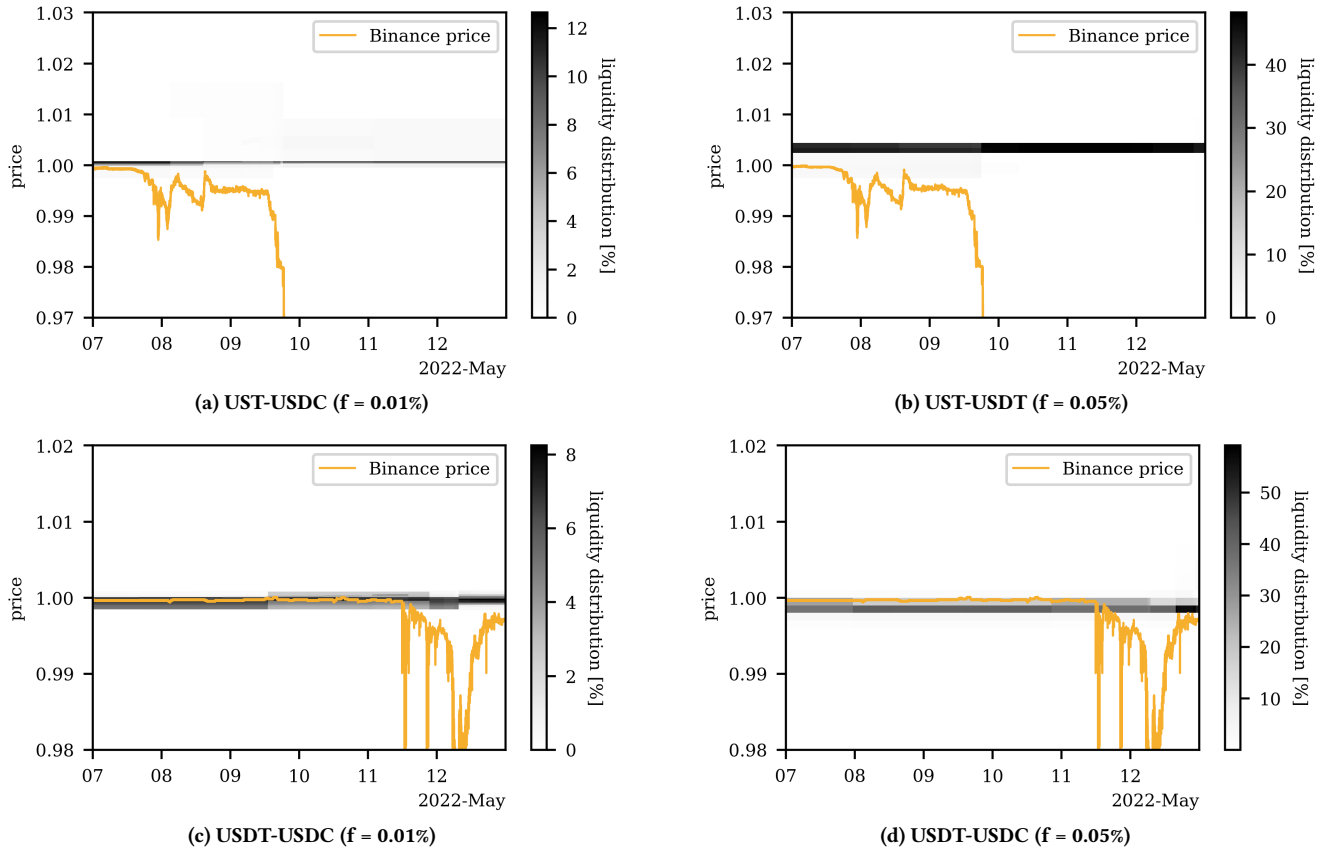 1.03
1.02
1.01
1.00
0.99
0.98
0.97
price
Binance price
07 08 09 10 11 12
2022-May
12
10
8
6
4
2
0
liquidity distribution [%]
(a) UST-USDC (f = 0.01%)
1.03
1.02
1.01
1.00
0.99
0.98
0.97
price
Binance price
07 08 09 10 11 12
2022-May
40
30
20
10
0
liquidity distribution [%]
(b) UST-USDT (f = 0.05%)
1.02
1.01
1.00
0.99
0.98
price
Binance price
07 08 09 10 11 12
2022-May
8
6
4
2
0
liquidity distribution [%]
(c) USDT-USDC (f = 0.01%)
1.02
1.01
1.00
0.99
0.98
price
Binance price
07 08 09 10 11 12
2022-May
50
40
30
20
10
liquidity distribution [%]
(d) USDT-USDC (f = 0.05%)